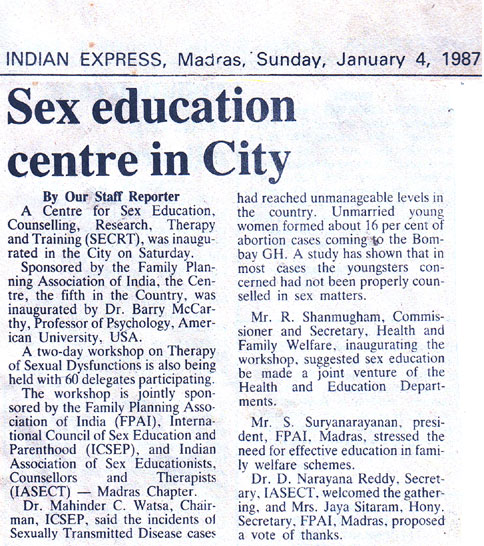 INDIAN EXPRESS, Madras, Sunday, January 4, 1987
Sex education
centre in City
By Our Staff Reporter
A Centre for Sex Education,
Counselling, Research, Therapy
and Training (SECRT), was inaugu-
rated in the City on Saturday.
Sponsored by the Family Plan-
ning Association of India, the Cen-
tre, the fifth in the Country, was
inaugurated by Dr. Barry McCar-
thy, Professor of Psychology, Amer-
ican University, USA.
A two-day workshop on Therapy
of Sexual Dysfunctions is also being
held with 60 delegates participating.
The workshop is jointly spon-
sored by the Family Planning Asso-
ciation of India (FPAI), Interna-
tional Council of Sex Education and
Parenthood (ICSEP), and Indian
Association of Sex Educationists,
Counsellors and Therapists
(IASECT) — Madras Chapter.
Dr. Mahinder C. Watsa, Chair-
man, ICSEP, said the incidents of
Sexually Transmitted Disease cases
had reached unmanageable levels in
the country. Unmarried young
women formed about 16 per cent of
abortion cases coming to the Bom-
bay GH. A study has shown that in
most cases the youngsters con-
cerned had not been properly coun-
selled in sex matters.
Mr. R. Shanmugham, Commis-
sioner and Secretary, Health and
Family Welfare, inaugurating the
workshop, suggested sex education
be made a joint venture of the
Health and Education Depart-
ments.
Mr. S. Suryanarayanan, presi-
dent, FPAI, Madras, stressed the
need for effective education in fami-
ly welfare schemes.
Dr. D. Narayana Reddy, Secret-
ary, IASECT, welcomed the gather-
ing, and Mrs. Jaya Sitaram, Hony.
Secretary, FPAI, Madras, proposed
a vote of thanks.